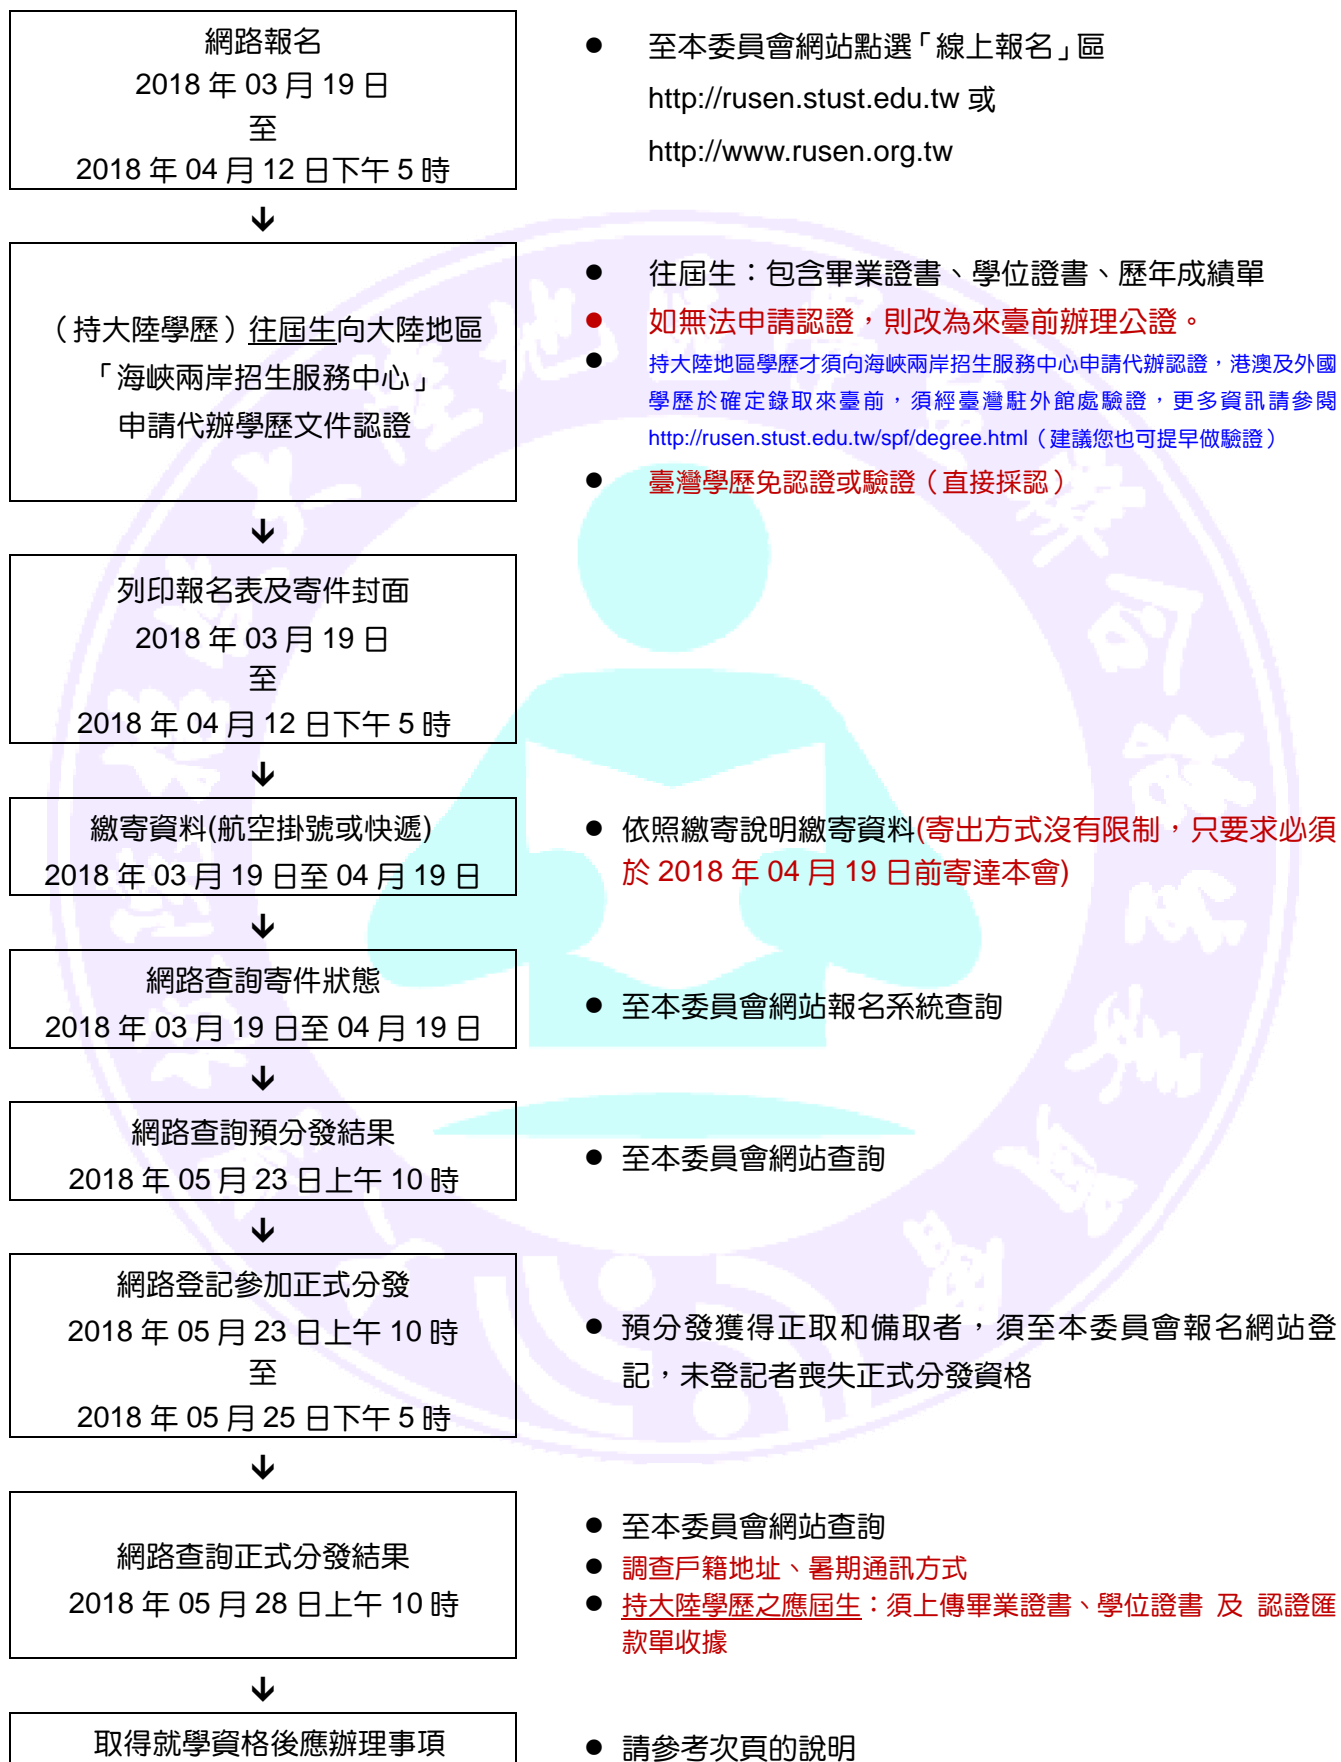 網路報名
2018 年 03 月 19 日
至
2018 年 04 月 12 日下午 5 時
● 至本委員會網站點選「線上報名」區
http://rusen.stust.edu.tw 或
http://www.rusen.org.tw
（持大陸學歷）往屆生向大陸地區
「海峽兩岸招生服務中心」
申請代辦學歷文件認證
● 往屆生：包含畢業證書、學位證書、歷年成績單
● 如無法申請認證，則改為來臺前辦理公證。
● 持大陸地區學歷才須向海峽兩岸招生服務中心申請代辦認證，港澳及外國
學歷於確定錄取來臺前，須經臺灣駐外館處驗證，更多資訊請參閱
http://rusen.stust.edu.tw/spf/degree.html（建議您也可提早做驗證）
● 臺灣學歷免認證或驗證（直接採認）
列印報名表及寄件封面
2018 年 03 月 19 日
至
2018 年 04 月 12 日下午 5 時
繳寄資料(航空掛號或快遞)
2018 年 03 月 19 日至 04 月 19 日
● 依照繳寄說明繳寄資料(寄出方式沒有限制，只要求必須
於 2018 年 04 月 19 日前寄達本會)
網路查詢寄件狀態
2018 年 03 月 19 日至 04 月 19 日
● 至本委員會網站報名系統查詢
網路查詢預分發結果
2018 年 05 月 23 日上午 10 時
● 至本委員會網站查詢
網路登記參加正式分發
2018 年 05 月 23 日上午 10 時
至
2018 年 05 月 25 日下午 5 時
● 預分發獲得正取和備取者，須至本委員會報名網站登
記，未登記者喪失正式分發資格
網路查詢正式分發結果
2018 年 05 月 28 日上午 10 時
● 至本委員會網站查詢
● 調查戶籍地址、暑期通訊方式
● 持大陸學歷之應屆生：須上傳畢業證書、學位證書 及 認證匯
款單收據
取得就學資格後應辦理事項
● 請參考次頁的說明